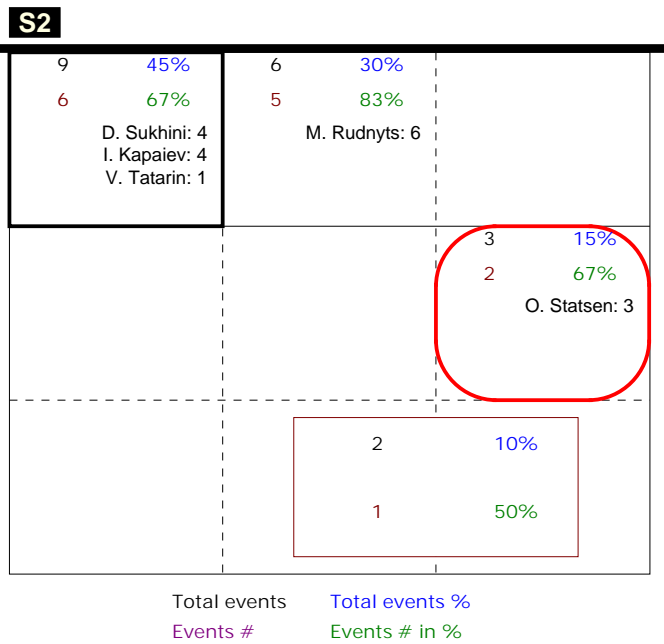 S2
9 45% 6 30%
6 67% 5 83%
D. Sukhini: 4 M. Rudnyts: 6
I. Kapaiev: 4
V. Tatarin: 1
3 15%
2 67%
O. Statsen: 3
2 10%
1 50%
Total events Total events %
Events # Events # in %